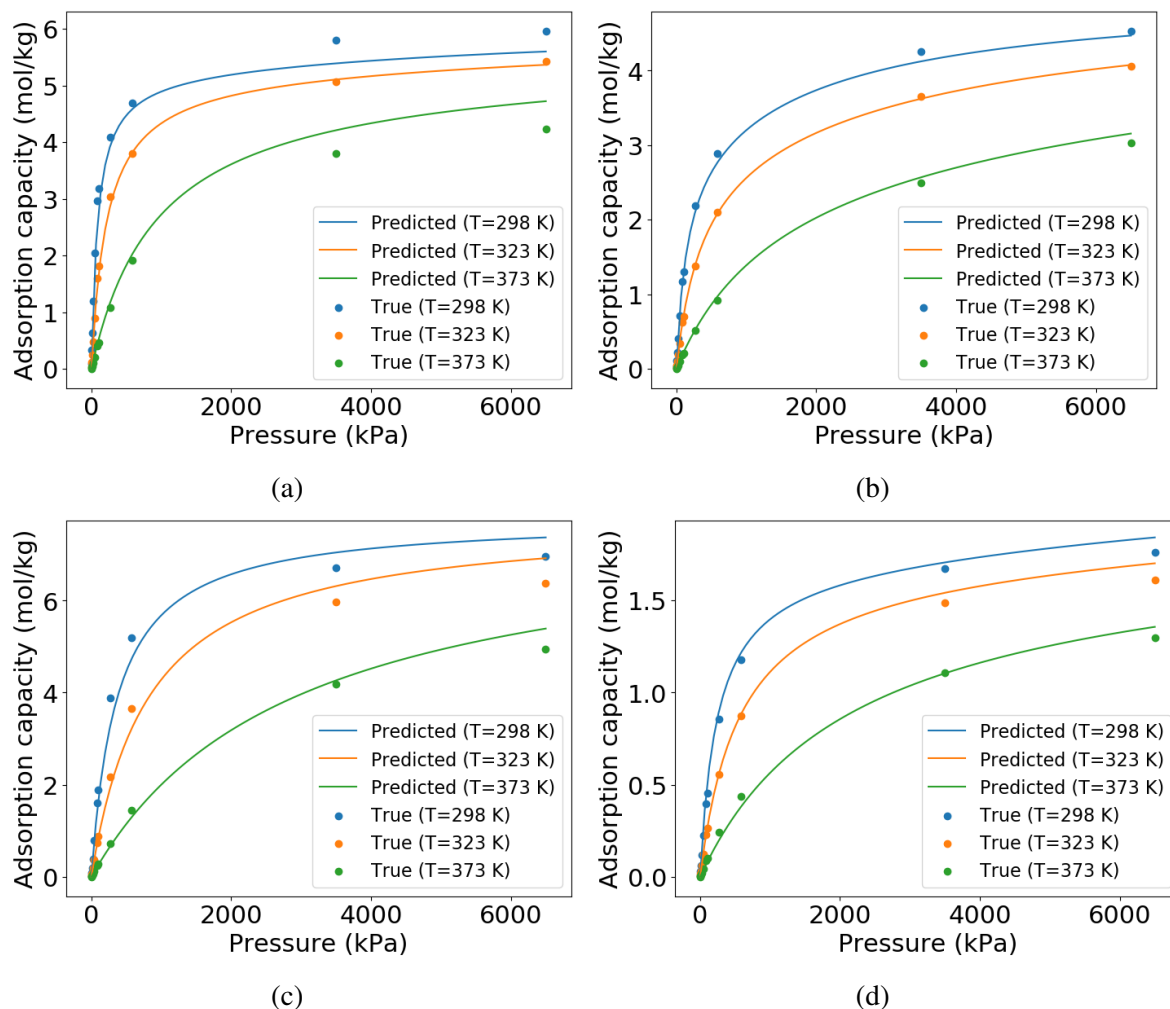 Adsorption capacity (mol/kg)
6
5
4
3
2
1
0
0
2000
4000
6000
Pressure (kPa)
Predicted (T=298 K)
Predicted (T=323 K)
Predicted (T=373 K)
True (T=298 K)
True (T=323 K)
True (T=373 K)
(a)
Adsorption capacity (mol/kg)
4
3
2
1
0
0
2000
4000
6000
Pressure (kPa)
Predicted (T=298 K)
Predicted (T=323 K)
Predicted (T=373 K)
True (T=298 K)
True (T=323 K)
True (T=373 K)
(b)
Adsorption capacity (mol/kg)
6
4
2
0
0
2000
4000
6000
Pressure (kPa)
Predicted (T=298 K)
Predicted (T=323 K)
Predicted (T=373 K)
True (T=298 K)
True (T=323 K)
True (T=373 K)
(c)
Adsorption capacity (mol/kg)
1.5
1.0
0.5
0.0
0
2000
4000
6000
Pressure (kPa)
Predicted (T=298 K)
Predicted (T=323 K)
Predicted (T=373 K)
True (T=298 K)
True (T=323 K)
True (T=373 K)
(d)